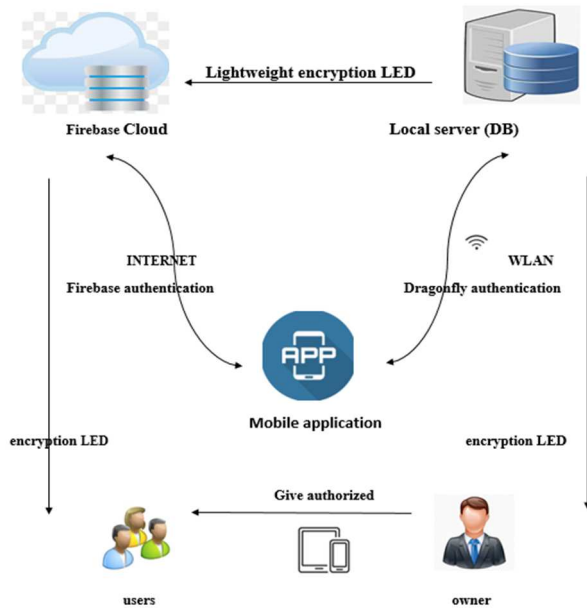 Lightweight encryption LED
Firebase Cloud
Local server (DB)
INTERNET
Firebase authentication
WLAN
Dragonfly authentication
APP
Mobile application
encryption LED
encryption LED
Give authorized
users
owner